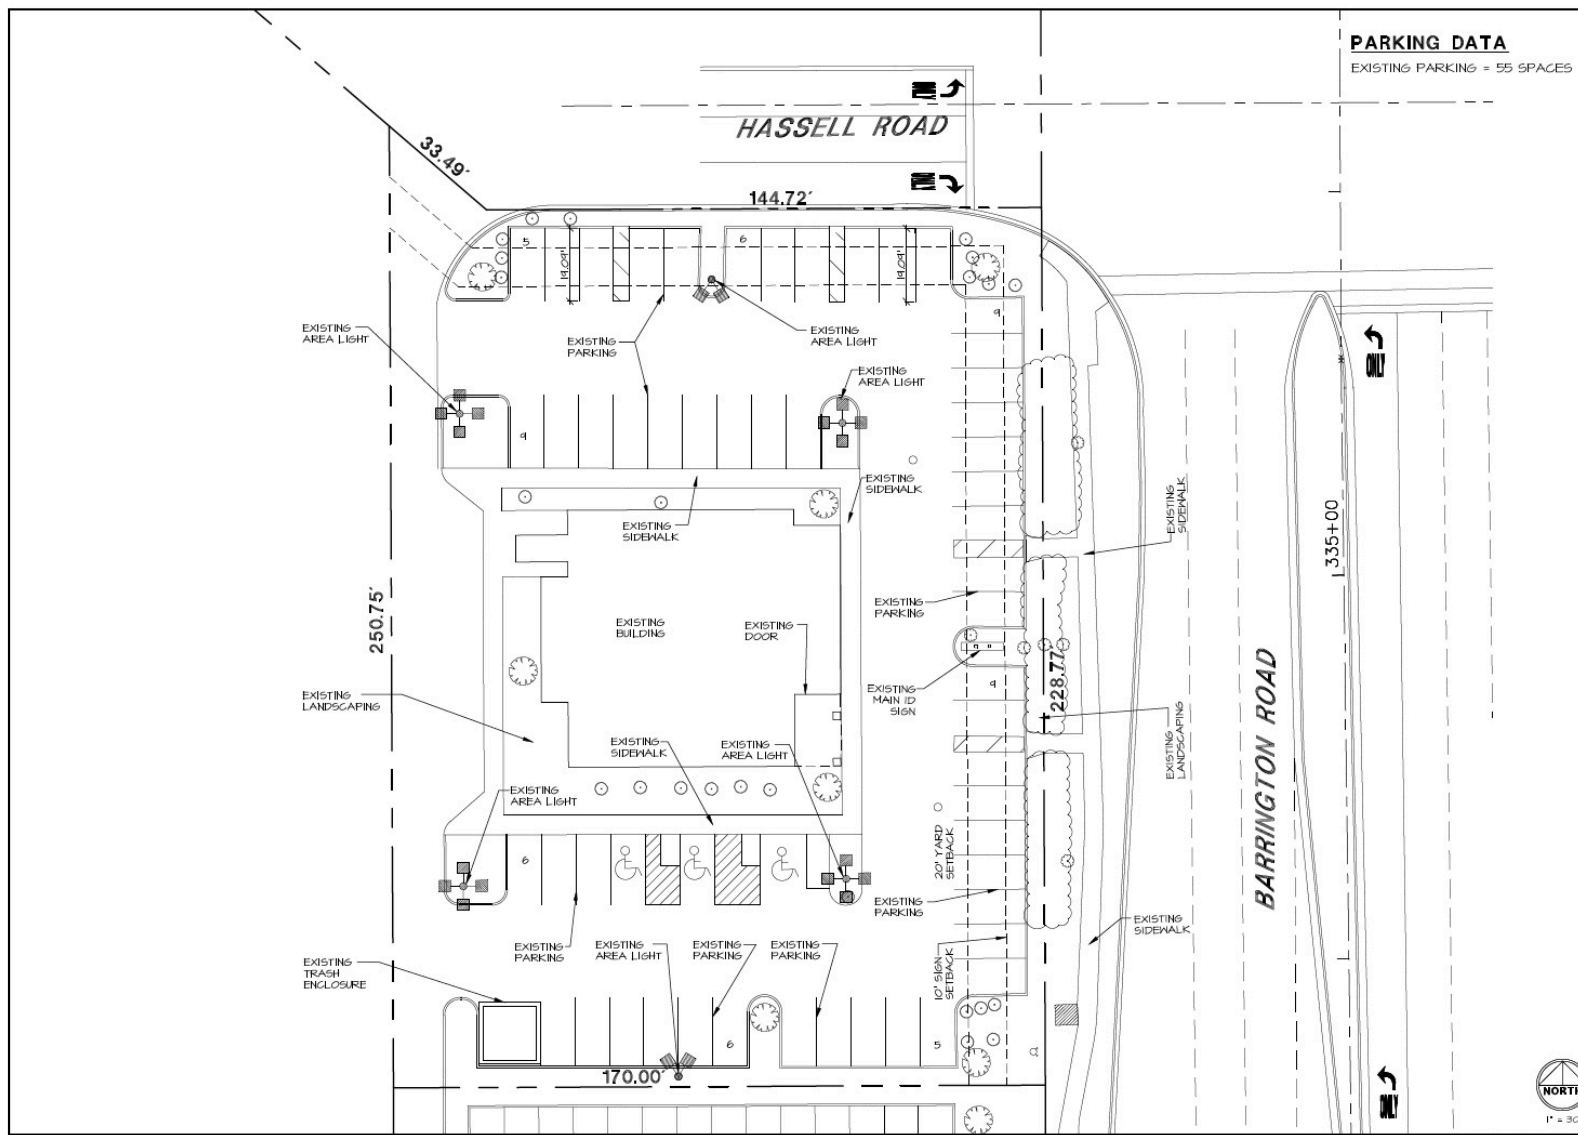 PARKING DATA
EXISTING PARKING = 55 SPACES
ONLY
HASSELL ROAD
ONLY
33.49'
144.72'
5
6
19.09'
19.09'
9
EXISTING
AREA LIGHT
EXISTING
PARKING
EXISTING
AREA LIGHT
EXISTING
AREA LIGHT
ONLY
9
EXISTING
SIDEWALK
EXISTING
SIDEWALK
EXISTING
SIDEWALK
335+00
250.75'
EXISTING
BUILDING
EXISTING
DOOR
EXISTING
PARKING
EXISTING
MAIN ID
SIGN
9
228.77'
EXISTING
LANDSCAPING
EXISTING
LANDSCAPING
BARRINGTON ROAD
EXISTING
SIDEWALK
EXISTING
AREA LIGHT
EXISTING
AREA LIGHT
6
20' YARD
SETBACK
EXISTING
PARKING
EXISTING
SIDEWALK
EXISTING
PARKING
EXISTING
AREA LIGHT
EXISTING
PARKING
EXISTING
PARKING
10' SIGN
SETBACK
EXISTING
TRASH
ENCLOSURE
6
5
170.00'
ONLY
NORTH
1" = 30